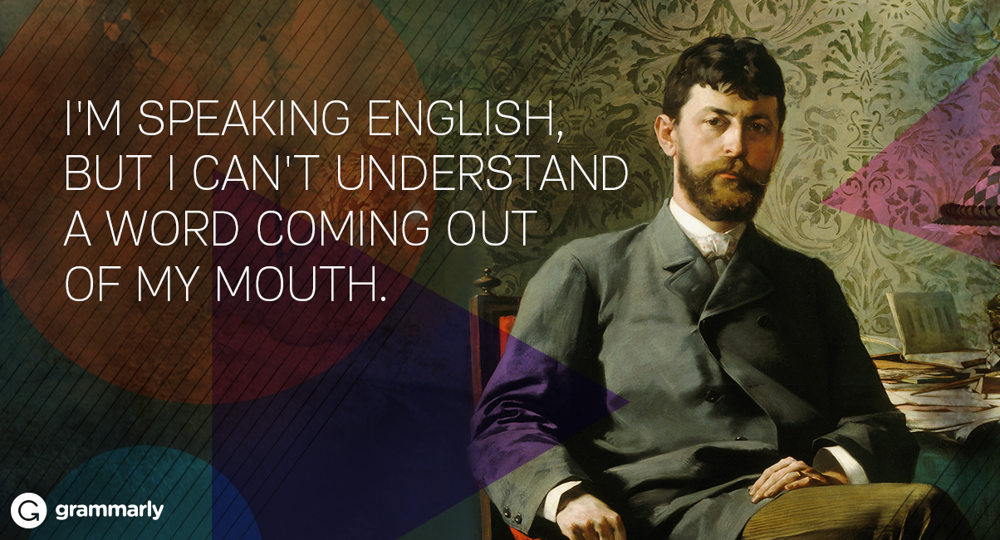 I'M SPEAKING ENGLISH,
BUT I CAN'T UNDERSTAND
A WORD COMING OUT
OF MY MOUTH.
grammarly